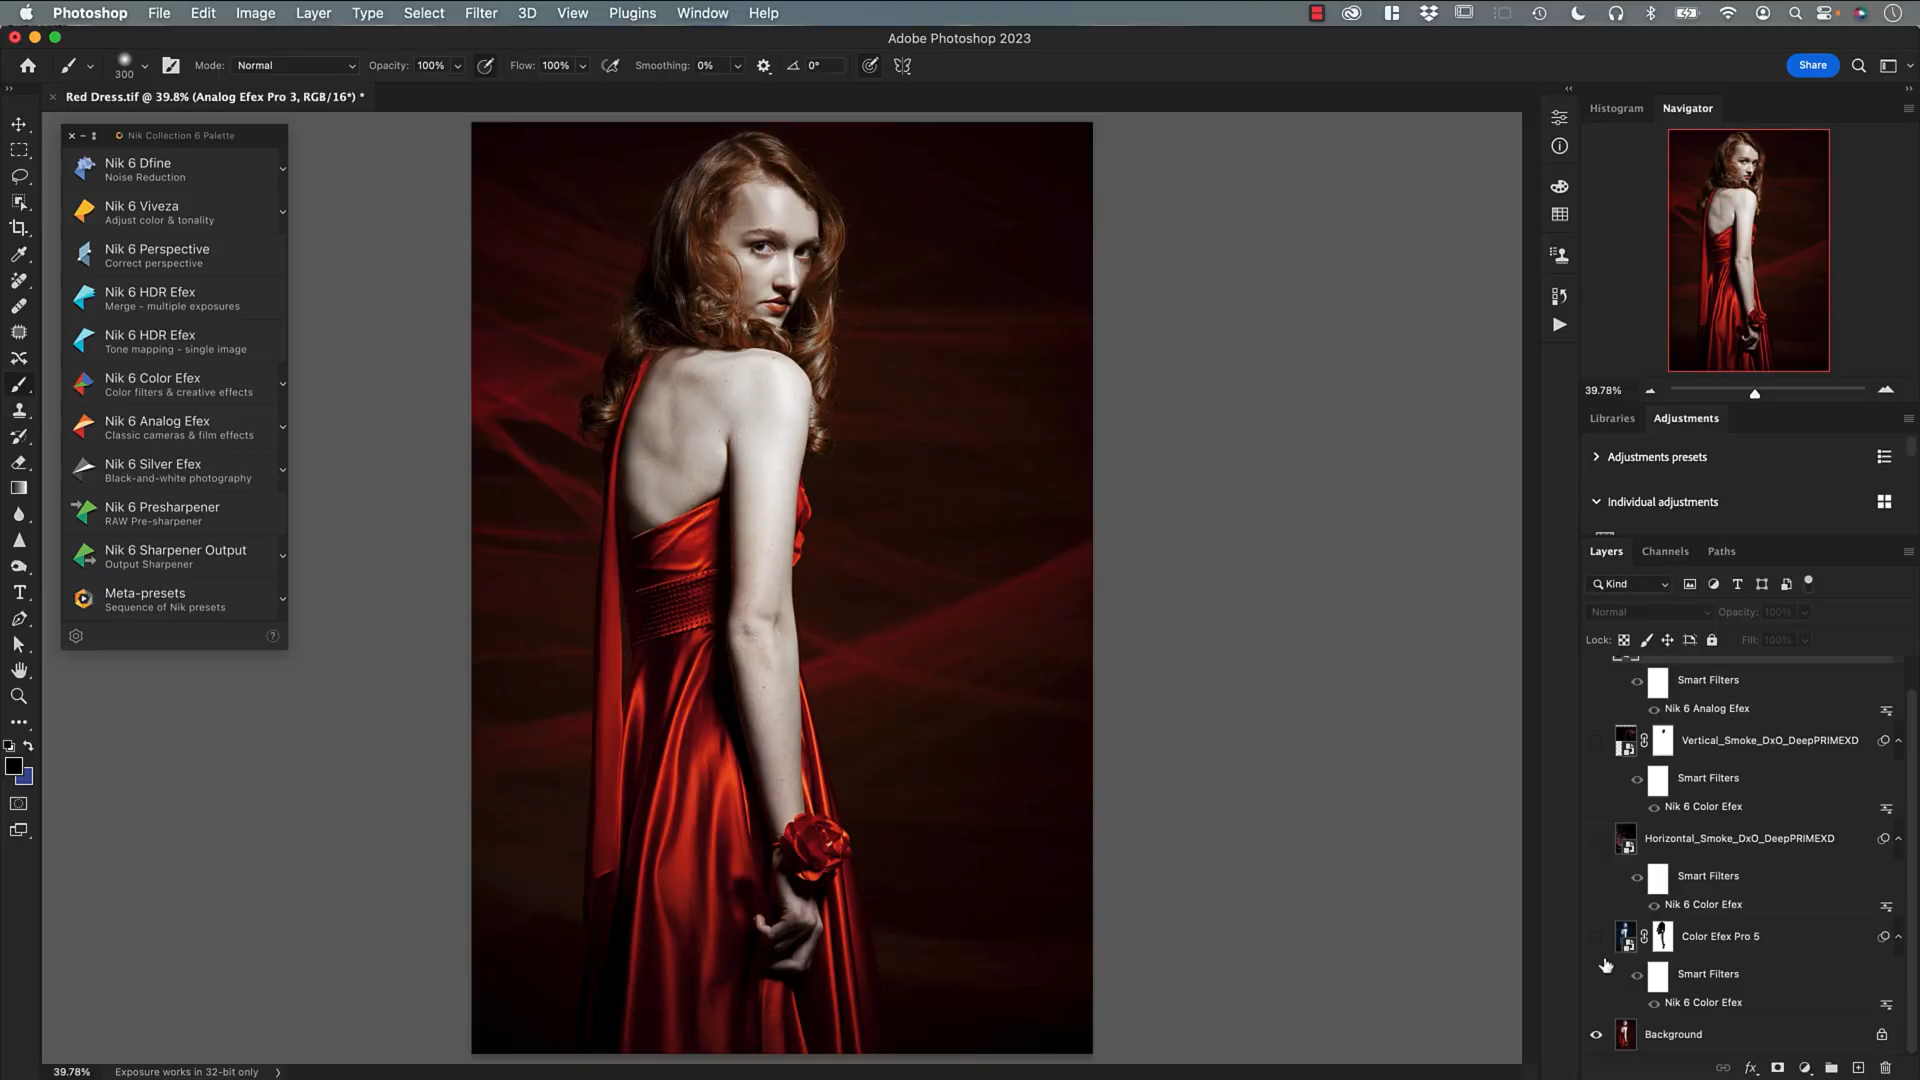 Photoshop File Edit Image Layer Type Select Filter 3D View Plugins Window Help
Adobe Photoshop 2023
300 Mode: Normal Opacity: 100% Flow: 100% Smoothing: 0% 0° Share
Red Dress.tif @ 39.8% (Analog Efex Pro 3, RGB/16*) *
Nik Collection 6 Palette
Nik 6 Dfine
Noise Reduction
Nik 6 Viveza
Adjust color & tonality
Nik 6 Perspective
Correct perspective
Nik 6 HDR Efex
Merge - multiple exposures
Nik 6 HDR Efex
Tone mapping - single image
Nik 6 Color Efex
Color filters & creative effects
Nik 6 Analog Efex
Classic cameras & film effects
Nik 6 Silver Efex
Black-and-white photography
Nik 6 Presharpener
RAW Pre-sharpener
Nik 6 Sharpener Output
Output Sharpener
Meta-presets
Sequence of Nik presets
Histogram Navigator
39.78%
Libraries Adjustments
Adjustments presets
Individual adjustments
Layers Channels Paths
Kind
Normal Opacity: 100%
Lock: Fill: 100%
Smart Filters
Nik 6 Analog Efex
Vertical_Smoke_DxO_DeepPRIMEXD
Smart Filters
Nik 6 Color Efex
Horizontal_Smoke_DxO_DeepPRIMEXD
Smart Filters
Nik 6 Color Efex
Color Efex Pro 5
Smart Filters
Nik 6 Color Efex
Background
39.78% Exposure works in 32-bit only